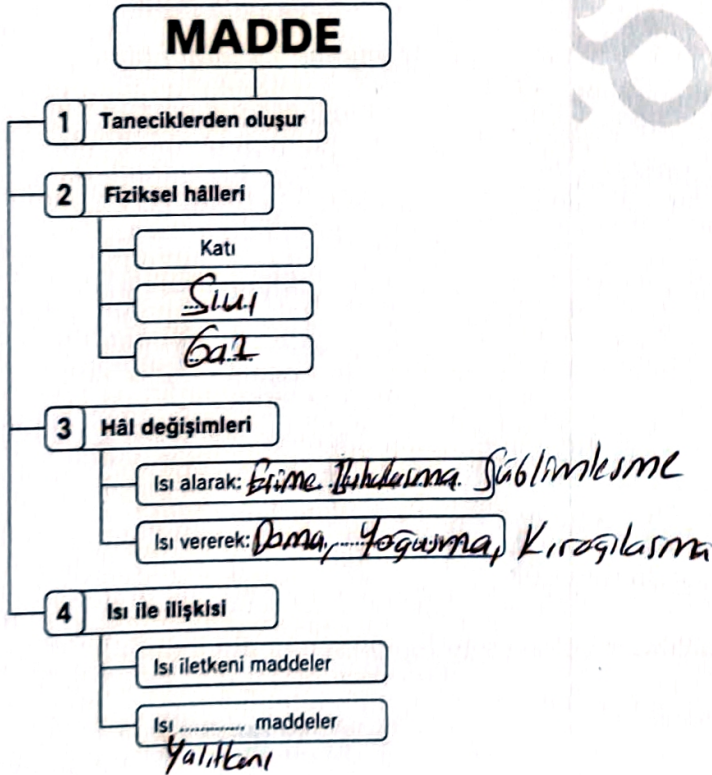 MADDE
1 Taneciklerden oluşur
2 Fiziksel hâlleri
Katı
Sıvı
Gaz
3 Hâl değişimleri
Isı alarak: Erime Buharlaşma Süblimleşme
Isı vererek: Donma, Yoğuşma, Kırağılaşma
4 Isı ile ilişkisi
Isı iletkeni maddeler
Isı ............. maddeler
Yalıtkanı